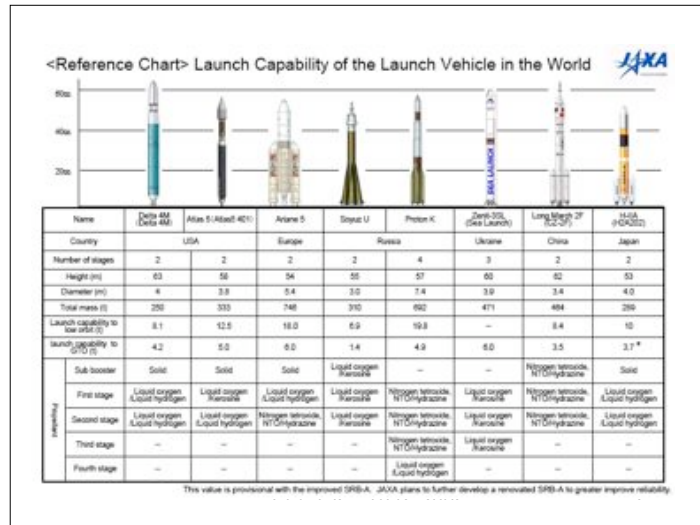 <Reference Chart> Launch Capability of the Launch Vehicle in the World
JAXA
60m
40m
20m
SEA LAUNCH
Name Delta 4M (Delta 4M) Atlas 5 (Atlas5 401) Ariane 5 Soyuz U Proton K Zenit-3SL (Sea Launch) Long March 2F (CZ-2F) H-IIA (H2A202)
Country USA Europe Russia Ukraine China Japan
Number of stages 2 2 2 2 4 3 2 2
Height (m) 63 58 54 55 57 60 62 53
Diameter (m) 4 3.8 5.4 3.0 7.4 3.9 3.4 4.0
Total mass (t) 250 333 746 310 692 471 464 289
Launch capability to low orbit (t) 8.1 12.5 18.0 6.9 19.8 – 8.4 10
launch capability to GTO (t) 4.2 5.0 6.0 1.4 4.9 6.0 3.5 3.7 *
Propellant
Sub booster Solid Solid Solid Liquid oxygen /Kerosine – – Nitrogen tetroxide, NTO/Hydrazine Solid
First stage Liquid oxygen /Liquid hydrogen Liquid oxygen /Kerosine Liquid oxygen /Liquid hydrogen Liquid oxygen /Kerosine Nitrogen tetroxide, NTO/Hydrazine Liquid oxygen /Kerosine Nitrogen tetroxide, NTO/Hydrazine Liquid oxygen /Liquid hydrogen
Second stage Liquid oxygen /Liquid hydrogen Liquid oxygen /Liquid hydrogen Nitrogen tetroxide, NTO/Hydrazine Liquid oxygen /Kerosine Nitrogen tetroxide, NTO/Hydrazine Liquid oxygen /Kerosine Nitrogen tetroxide, NTO/Hydrazine Liquid oxygen /Liquid hydrogen
Third stage – – – – Nitrogen tetroxide, NTO/Hydrazine Liquid oxygen /Kerosine – –
Fourth stage – – – – Liquid oxygen /Liquid hydrogen – – –
This value is provisional with the improved SRB-A. JAXA plans to further develop a renovated SRB-A to greater improve reliability.